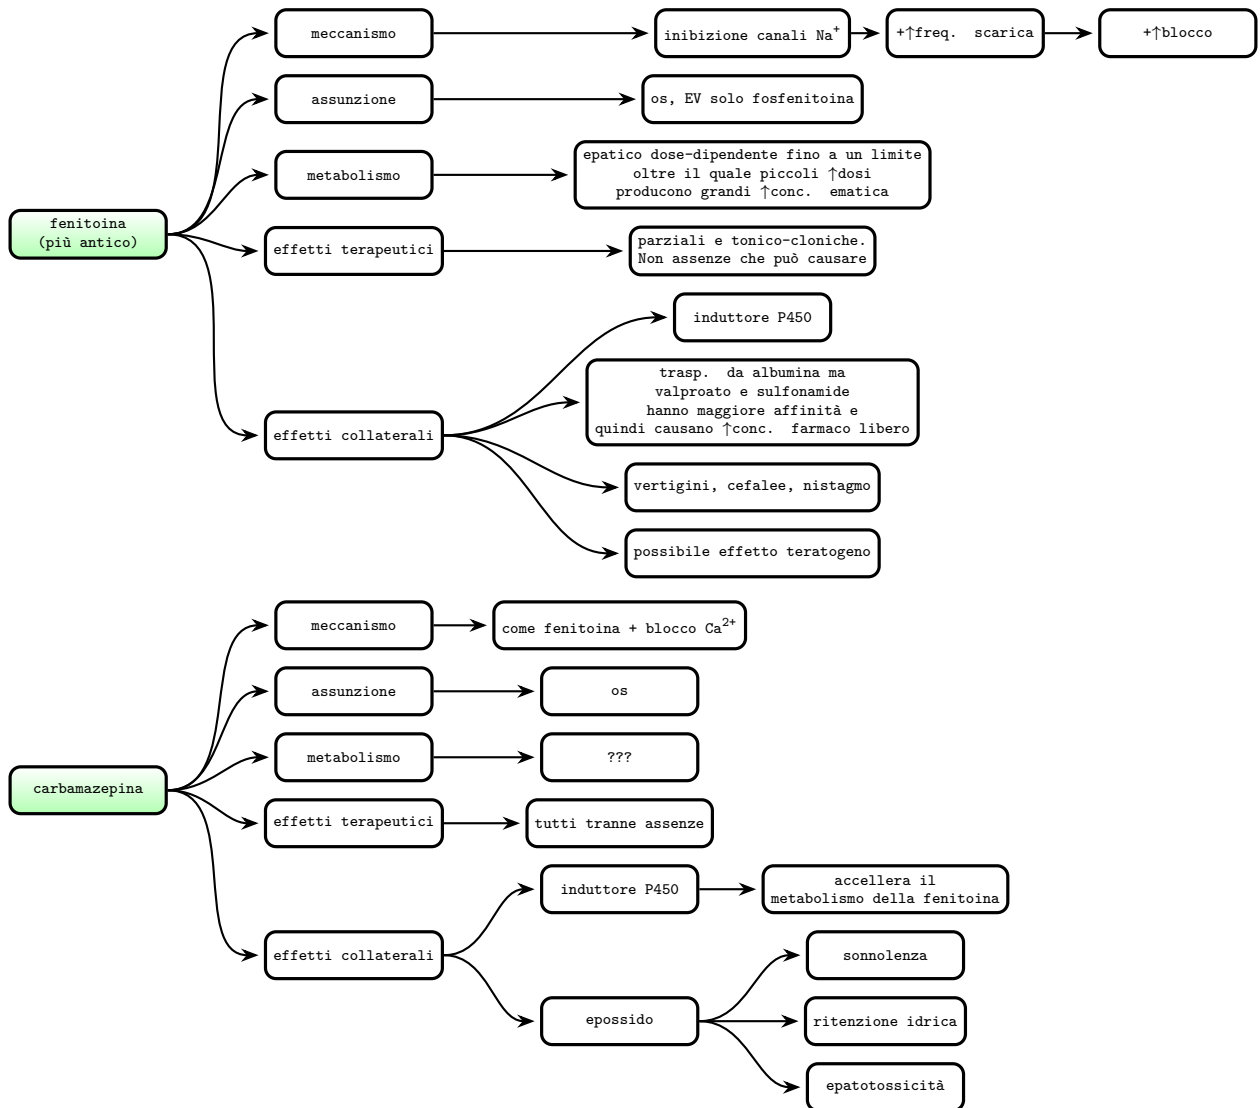 fenitoina
(più antico)
meccanismo
inibizione canali Na⁺
+↑freq. scarica
+↑blocco
assunzione
os, EV solo fosfenitoina
metabolismo
epatico dose-dipendente fino a un limite
oltre il quale piccoli ↑dosi
producono grandi ↑conc. ematica
effetti terapeutici
parziali e tonico-cloniche.
Non assenze che può causare
effetti collaterali
induttore P450
trasp. da albumina ma
valproato e sulfonamide
hanno maggiore affinità e
quindi causano ↑conc. farmaco libero
vertigini, cefalee, nistagmo
possibile effetto teratogeno
carbamazepina
meccanismo
come fenitoina + blocco Ca²⁺
assunzione
os
metabolismo
???
effetti terapeutici
tutti tranne assenze
effetti collaterali
induttore P450
accellera il
metabolismo della fenitoina
epossido
sonnolenza
ritenzione idrica
epatotossicità